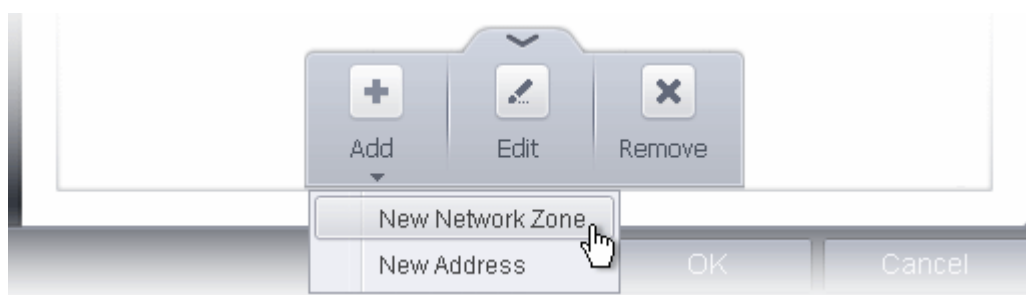 Add Edit Remove
New Network Zone
New Address
OK Cancel